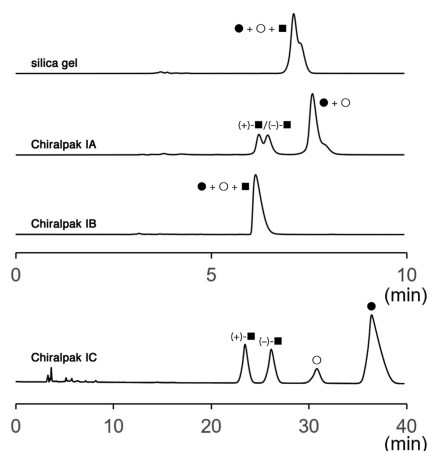 ● + ○ + ■
silica gel
(+)-■/(–)-■
● + ○
Chiralpak IA
● + ○ + ■
Chiralpak IB
0 5 10
(min)
●
(+)-■ (–)-■ ○
Chiralpak IC
0 10 20 30 40
(min)